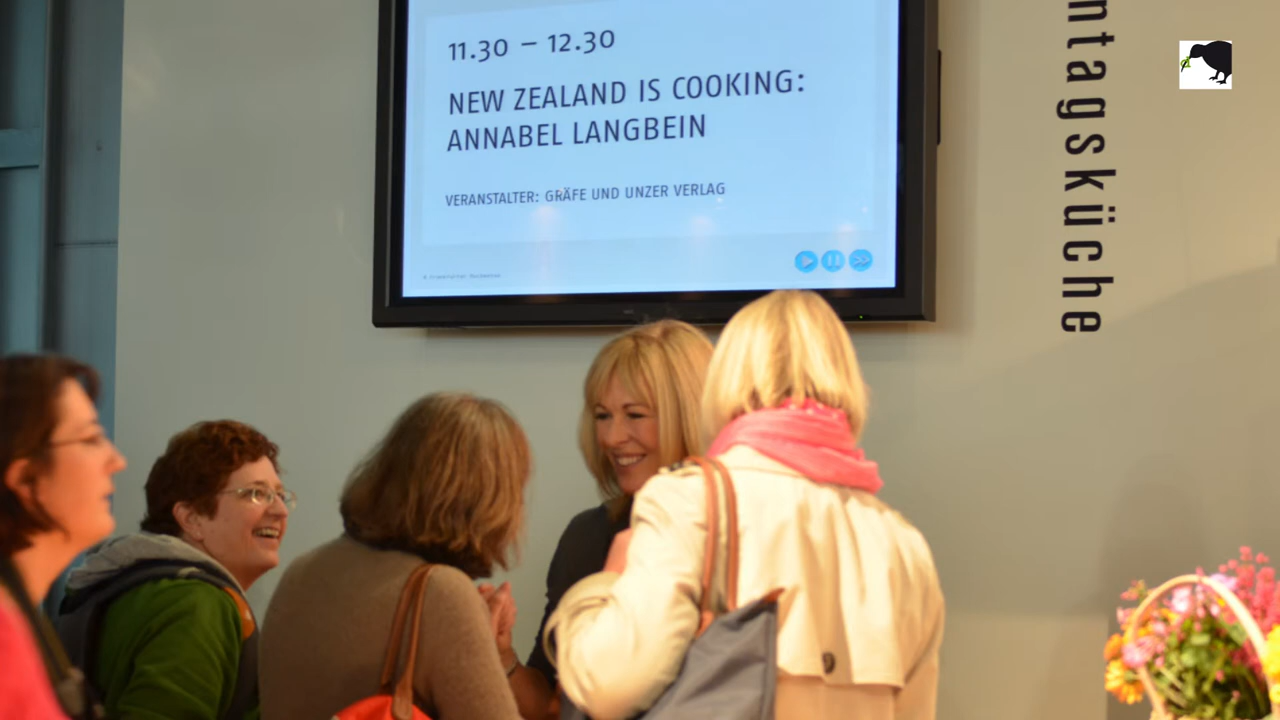 11.30 – 12.30
NEW ZEALAND IS COOKING:
ANNABEL LANGBEIN
VERANSTALTER: GRÄFE UND UNZER VERLAG
ntagsküche